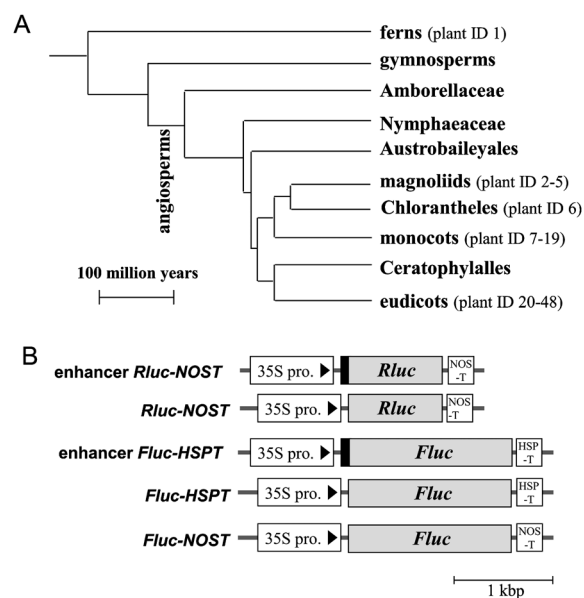 A
ferns (plant ID 1)
gymnosperms
Amborellaceae
Nymphaeaceae
Austrobaileyales
magnoliids (plant ID 2-5)
Chlorantheles (plant ID 6)
monocots (plant ID 7-19)
Ceratophylalles
eudicots (plant ID 20-48)
angiosperms
100 million years
B
enhancer Rluc-NOST 35S pro. Rluc NOS
-T
Rluc-NOST 35S pro. Rluc NOS
-T
enhancer Fluc-HSPT 35S pro. Fluc HSP
-T
Fluc-HSPT 35S pro. Fluc HSP
-T
Fluc-NOST 35S pro. Fluc NOS
-T
1 kbp